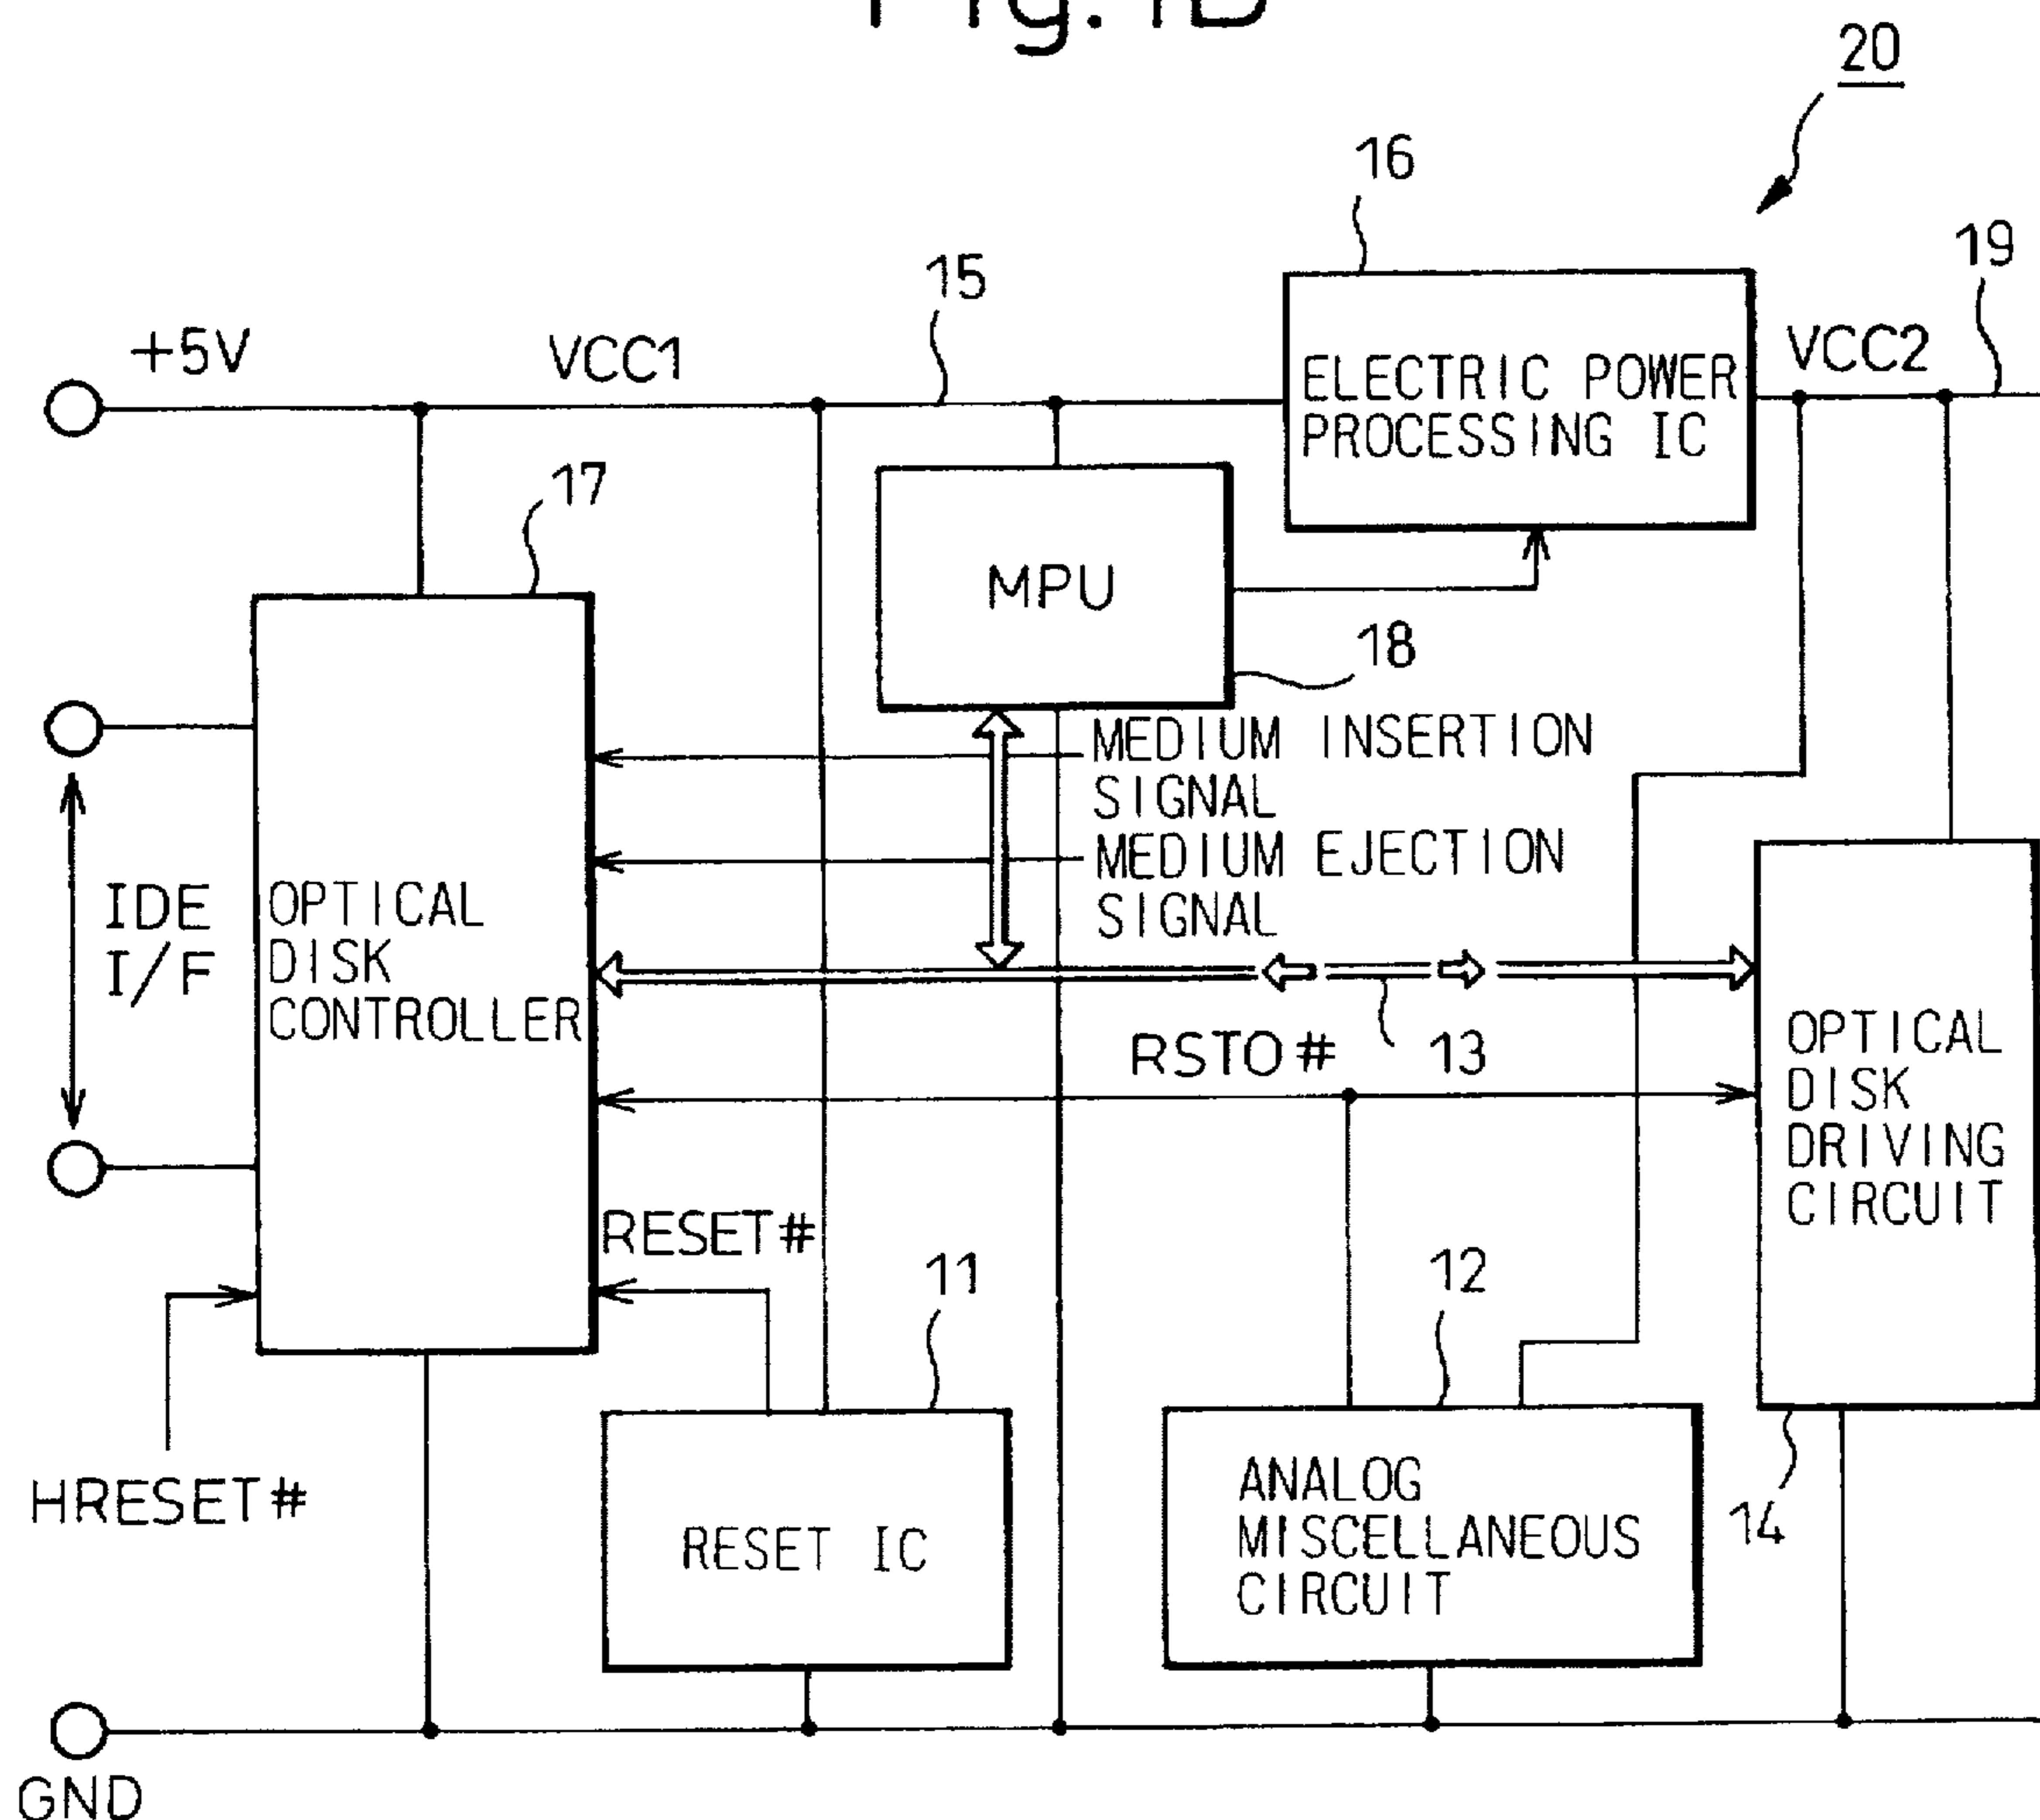 Fig. 1B
20
16
19
15
+5V
VCC1
ELECTRIC POWER
PROCESSING IC
VCC2
17
MPU
18
MEDIUM INSERTION
SIGNAL
MEDIUM EJECTION
SIGNAL
IDE
I/F
OPTICAL
DISK
CONTROLLER
RSTO #
13
OPTICAL
DISK
DRIVING
CIRCUIT
RESET#
11
12
HRESET#
RESET IC
ANALOG
MISCELLANEOUS
CIRCUIT
14
GND